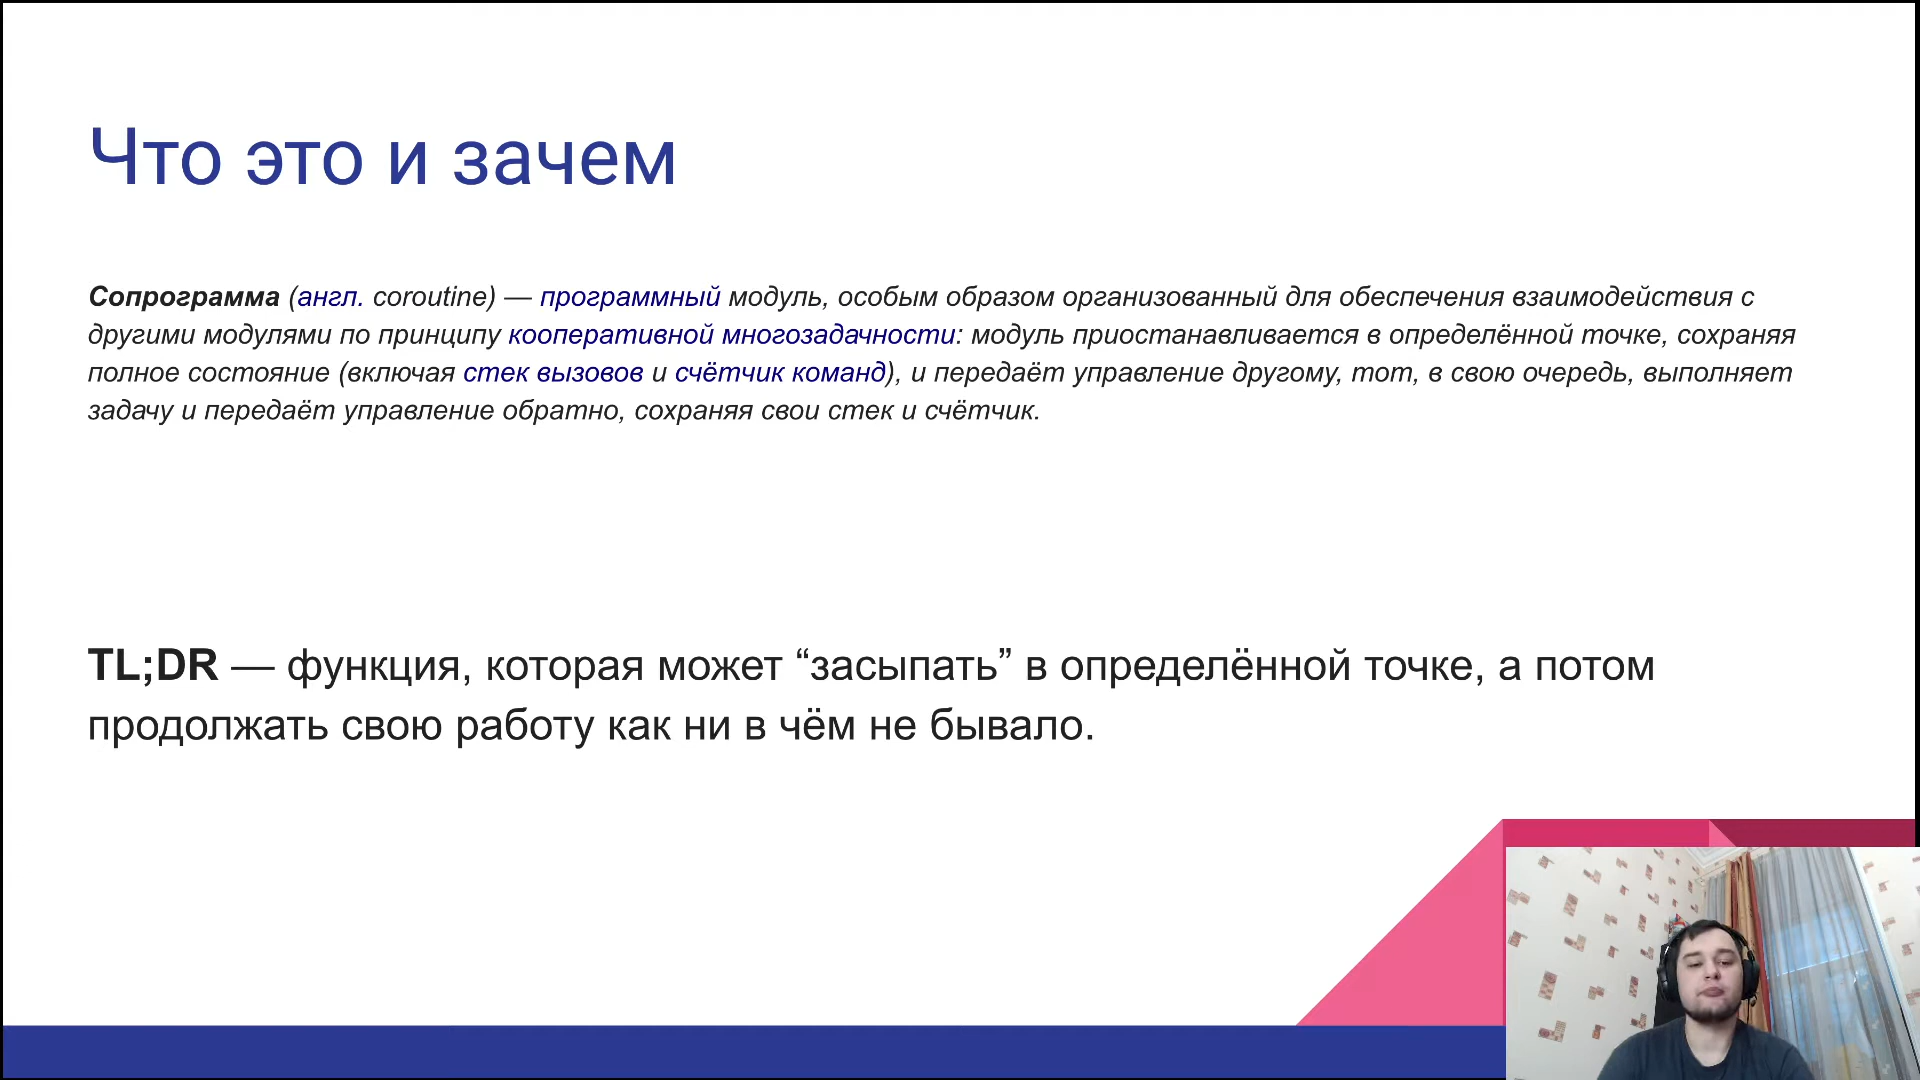 Что это и зачем
Сопрограмма (англ. coroutine) — программный модуль, особым образом организованный для обеспечения взаимодействия с
другими модулями по принципу кооперативной многозадачности: модуль приостанавливается в определённой точке, сохраняя
полное состояние (включая стек вызовов и счётчик команд), и передаёт управление другому, тот, в свою очередь, выполняет
задачу и передаёт управление обратно, сохраняя свои стек и счётчик.
TL;DR — функция, которая может “засыпать” в определённой точке, а потом
продолжать свою работу как ни в чём не бывало.